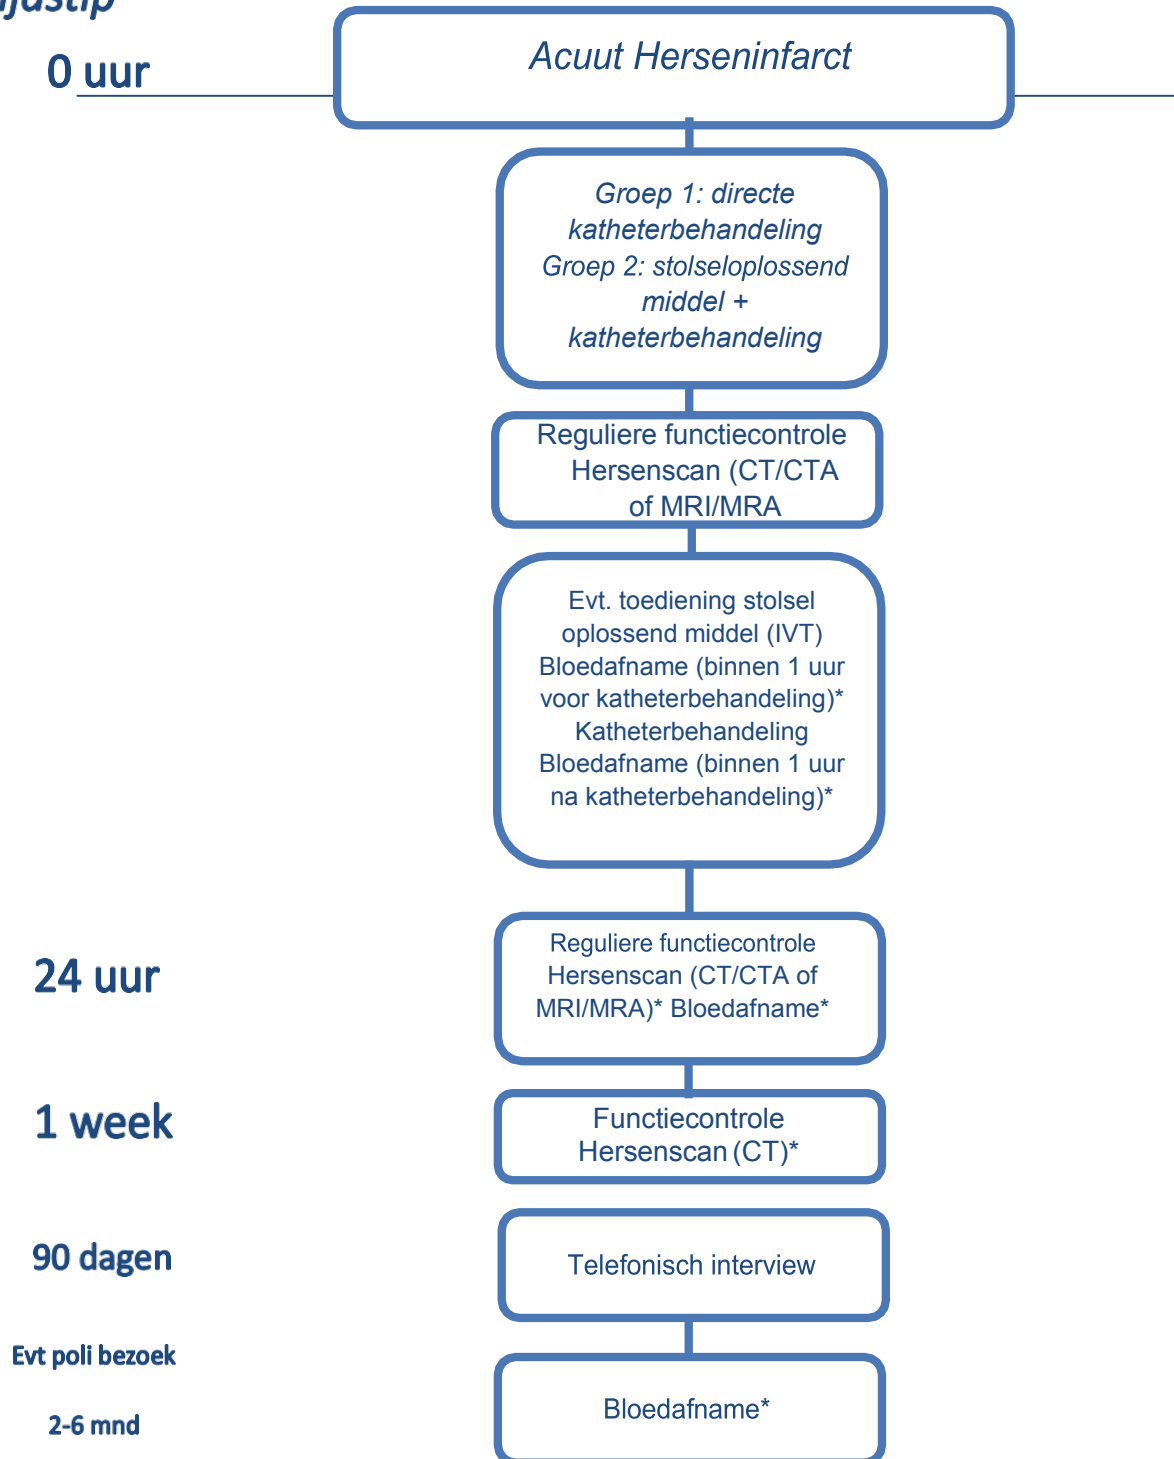 0 uur
Acuut Herseninfarct
Groep 1: directe
katheterbehandeling
Groep 2: stolseloplossend
middel +
katheterbehandeling
Reguliere functiecontrole
Hersenscan (CT/CTA
of MRI/MRA
Evt. toediening stolsel
oplossend middel (IVT)
Bloedafname (binnen 1 uur
voor katheterbehandeling)*
Katheterbehandeling
Bloedafname (binnen 1 uur
na katheterbehandeling)*
24 uur
Reguliere functiecontrole
Hersenscan (CT/CTA of
MRI/MRA)* Bloedafname*
1 week
Functiecontrole
Hersenscan (CT)*
90 dagen
Telefonisch interview
Evt poli bezoek
2-6 mnd
Bloedafname*